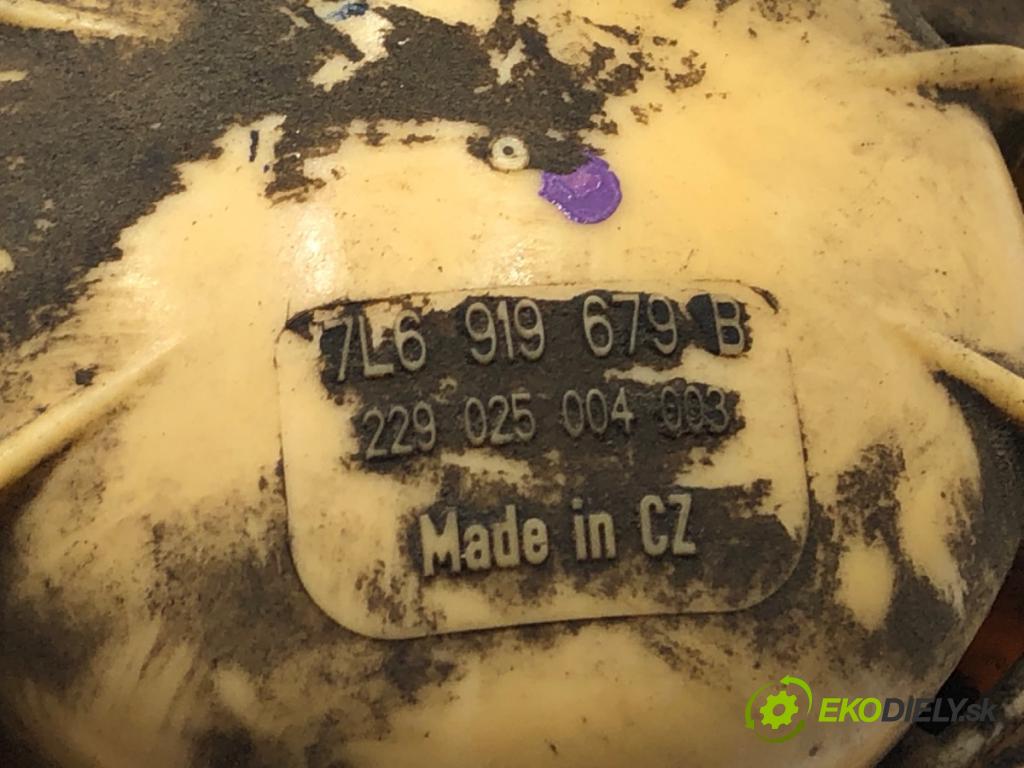 7L6 919 679 B
229 025 004 003
Made in CZ
EKODIELY.sk